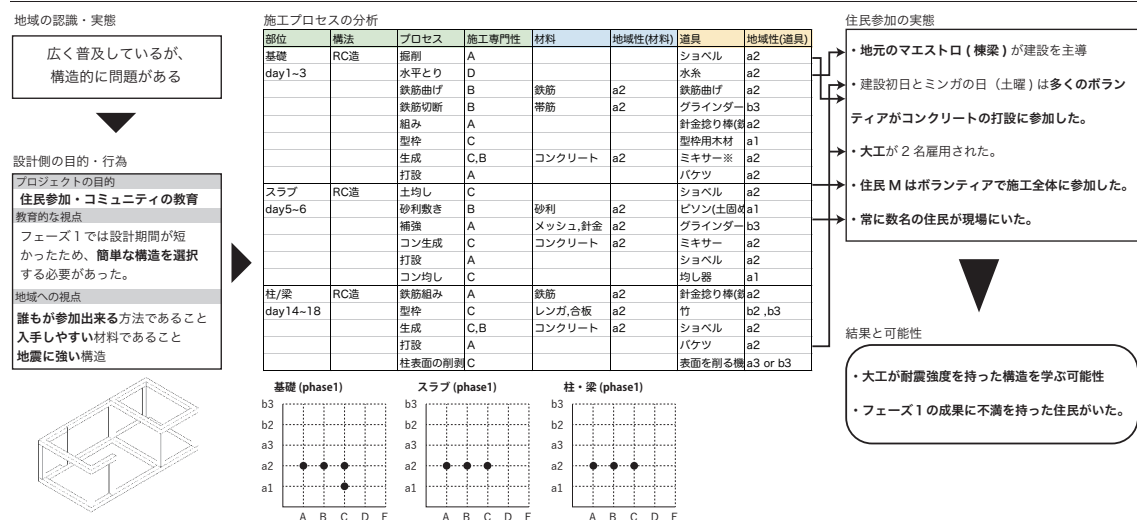 地域の認識・実態
広く普及しているが、
構造的に問題がある
設計側の目的・行為
プロジェクトの目的
住民参加・コミュニティの教育
教育的な視点
フェーズ1では設計期間が短
かったため、簡単な構造を選択
する必要があった。
地域への視点
誰もが参加出来る方法であること
入手しやすい材料であること
地震に強い構造
施工プロセスの分析
部位 構法 プロセス 施工専門性 材料 地域性(材料) 道具 地域性(道具)
基礎 RC造 掘削 A ショベル a2
day1~3 水平とり D 水糸 a2
鉄筋曲げ B 鉄筋 a2 鉄筋曲げ a2
鉄筋切断 B 帯筋 a2 グラインダー b3
組み A 針金捻り棒(鉄 a2
型枠 C 型枠用木材 a1
生成 C,B コンクリート a2 ミキサー※ a2
打設 A バケツ a2
スラブ RC造 土均し C ショベル a2
day5~6 砂利敷き B 砂利 a2 ピソン(土固め a1
補強 A メッシュ,針金 a2 グラインダー b3
コン生成 C コンクリート a2 ミキサー a2
打設 A ショベル a2
コン均し C 均し器 a1
柱/梁 RC造 鉄筋組み A 鉄筋 a2 針金捻り棒(鉄 a2
day14~18 型枠 C レンガ,合板 a2 竹 b2 ,b3
生成 C,B コンクリート a2 ショベル a2
打設 A バケツ a2
柱表面の削剥 C 表面を削る機 a3 or b3
基礎 (phase1)
b3
b2
a3
a2
a1
A B C D E
スラブ (phase1)
b3
b2
a3
a2
a1
A B C D E
柱・梁 (phase1)
b3
b2
a3
a2
a1
A B C D E
住民参加の実態
・地元のマエストロ ( 棟梁 ) が建設を主導
・建設初日とミンガの日（土曜 ) は多くのボラン
ティアがコンクリートの打設に参加した。
・大工が 2 名雇用された。
・住民 M はボランティアで施工全体に参加した。
・常に数名の住民が現場にいた。
結果と可能性
・大工が耐震強度を持った構造を学ぶ可能性
・フェーズ1の成果に不満を持った住民がいた。